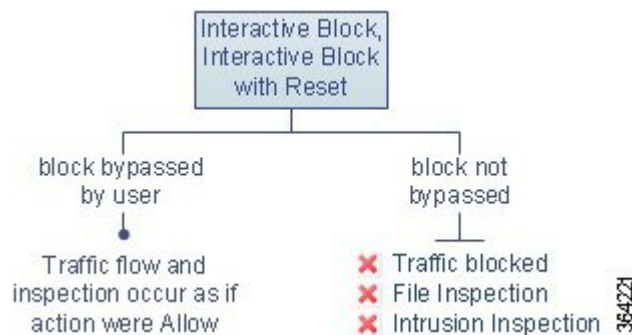 Interactive Block,
Interactive Block
with Reset
block bypassed
by user
block not
bypassed
Traffic flow and
inspection occur as if
action were Allow
Traffic blocked
File Inspection
Intrusion Inspection
364221